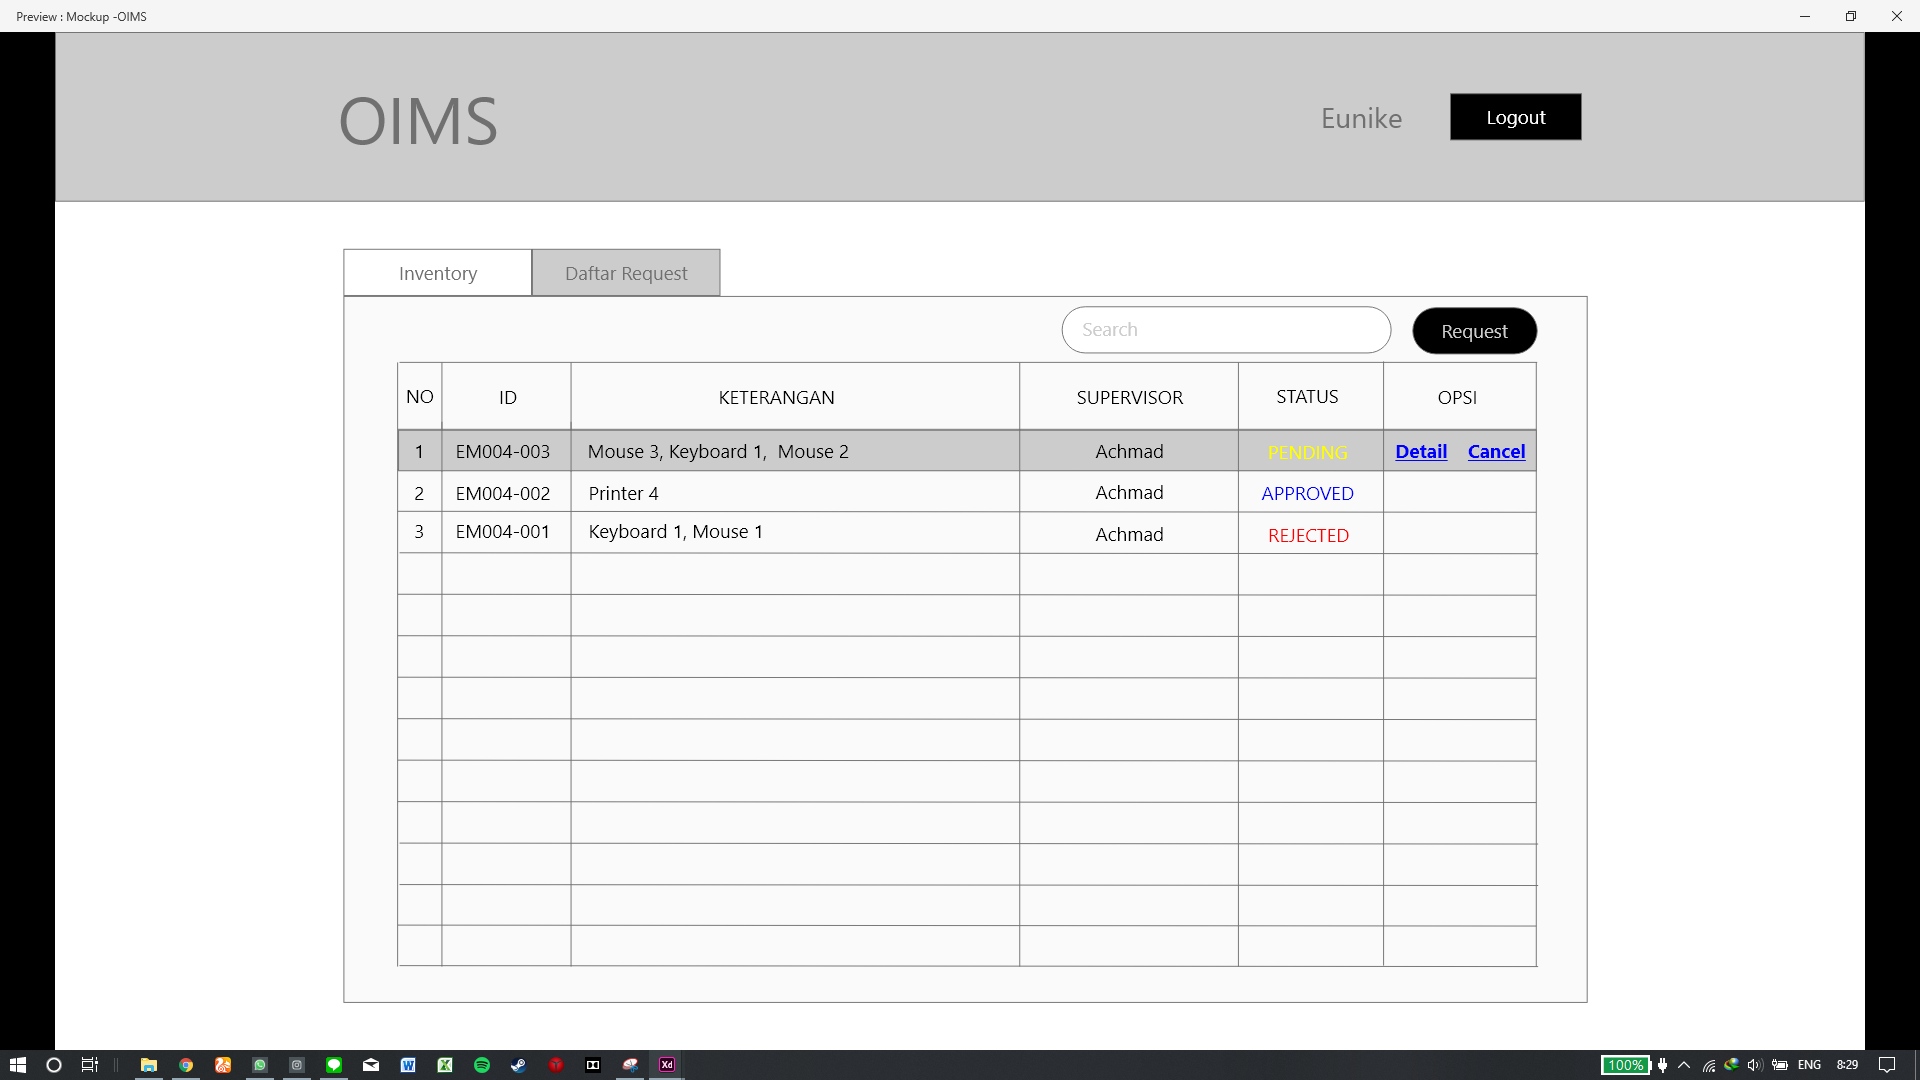 Preview : Mockup -OIMS
OIMS
Eunike
Logout
Inventory
Daftar Request
Search
Request
NO ID KETERANGAN SUPERVISOR STATUS OPSI
1 EM004-003 Mouse 3, Keyboard 1,  Mouse 2 Achmad PENDING Detail Cancel
2 EM004-002 Printer 4 Achmad APPROVED
3 EM004-001 Keyboard 1, Mouse 1 Achmad REJECTED
100% ENG 8:29